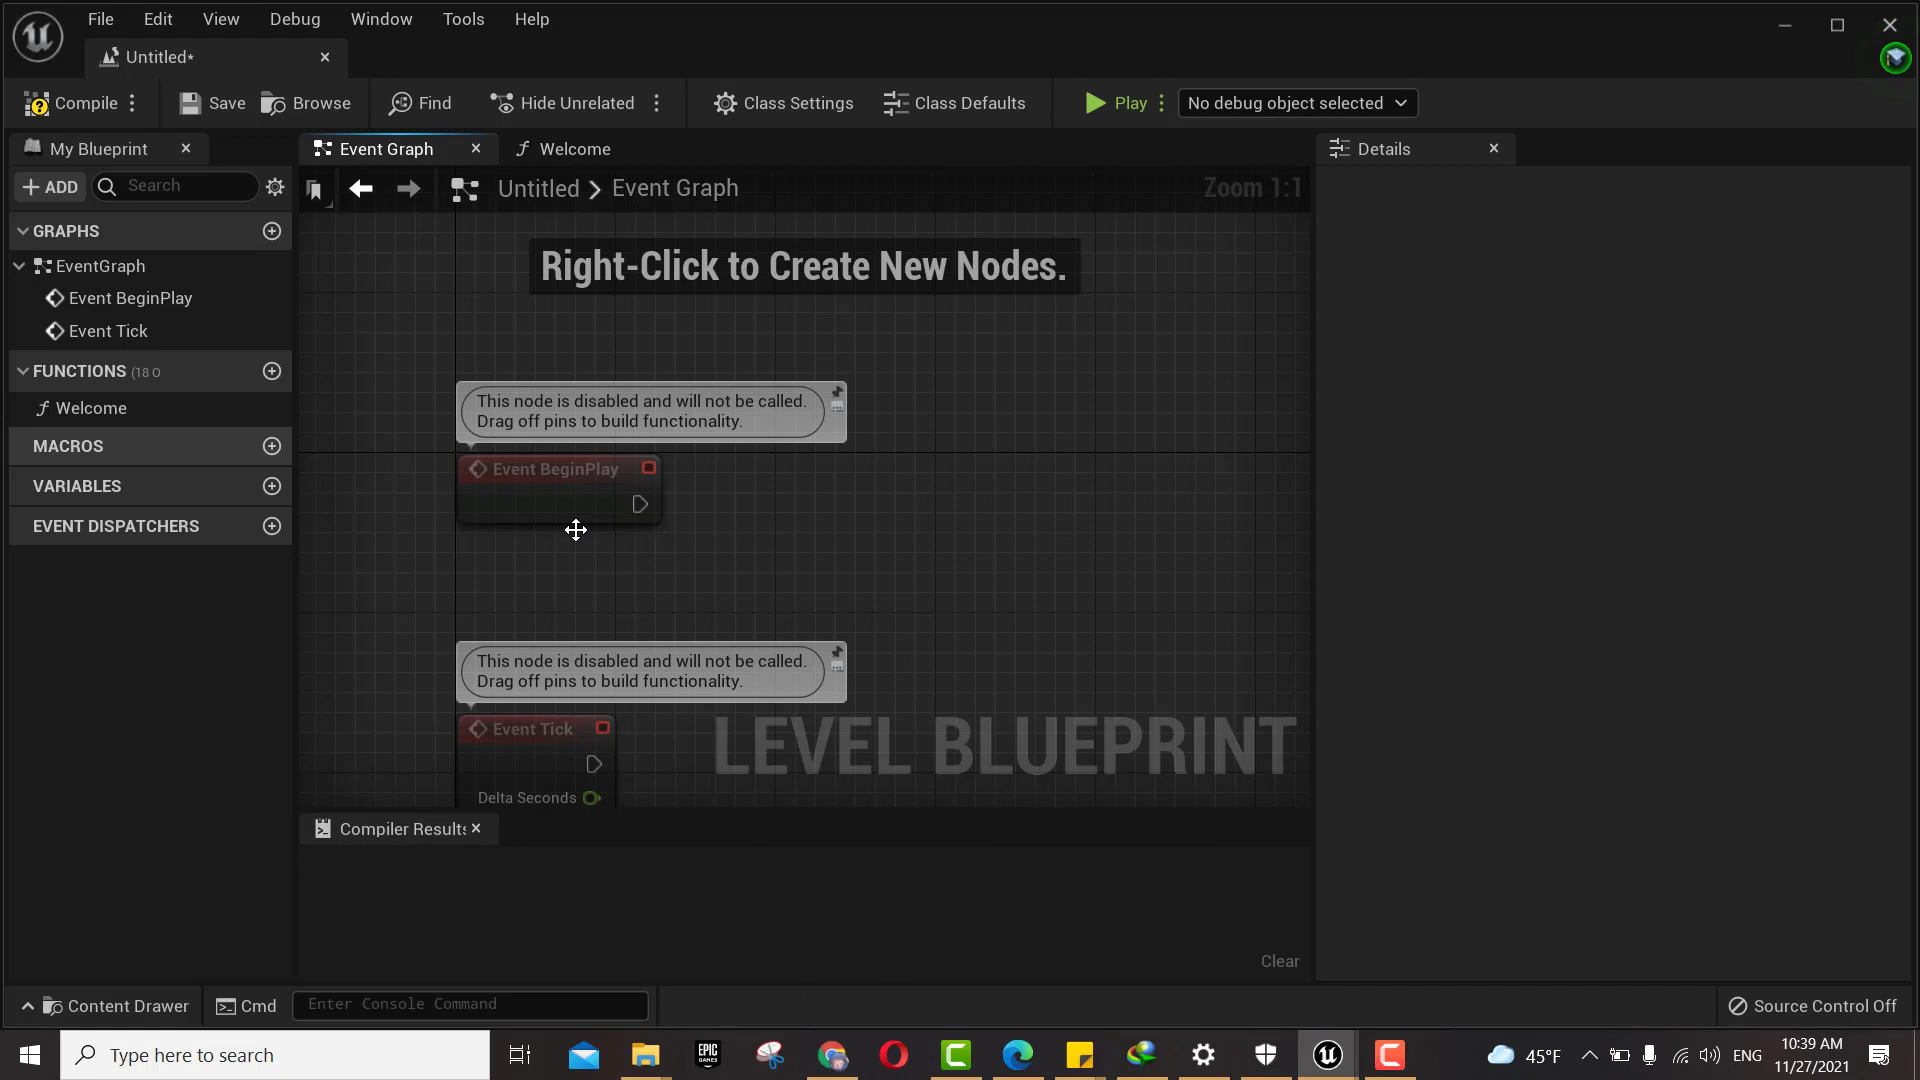 File Edit View Debug Window Tools Help
Untitled*
Compile Save Browse Find Hide Unrelated Class Settings Class Defaults Play No debug object selected
My Blueprint
Event Graph
Welcome
Details
+ ADD
Search
Untitled > Event Graph
Zoom 1:1
GRAPHS
EventGraph
Event BeginPlay
Event Tick
FUNCTIONS (18 O
Welcome
MACROS
VARIABLES
EVENT DISPATCHERS
Right-Click to Create New Nodes.
This node is disabled and will not be called.
Drag off pins to build functionality.
Event BeginPlay
This node is disabled and will not be called.
Drag off pins to build functionality.
Event Tick
Delta Seconds
LEVEL BLUEPRINT
Compiler Results
Clear
Content Drawer
Cmd
Enter Console Command
Source Control Off
Type here to search
EPIC
GAMES
45°F
ENG
10:39 AM
11/27/2021